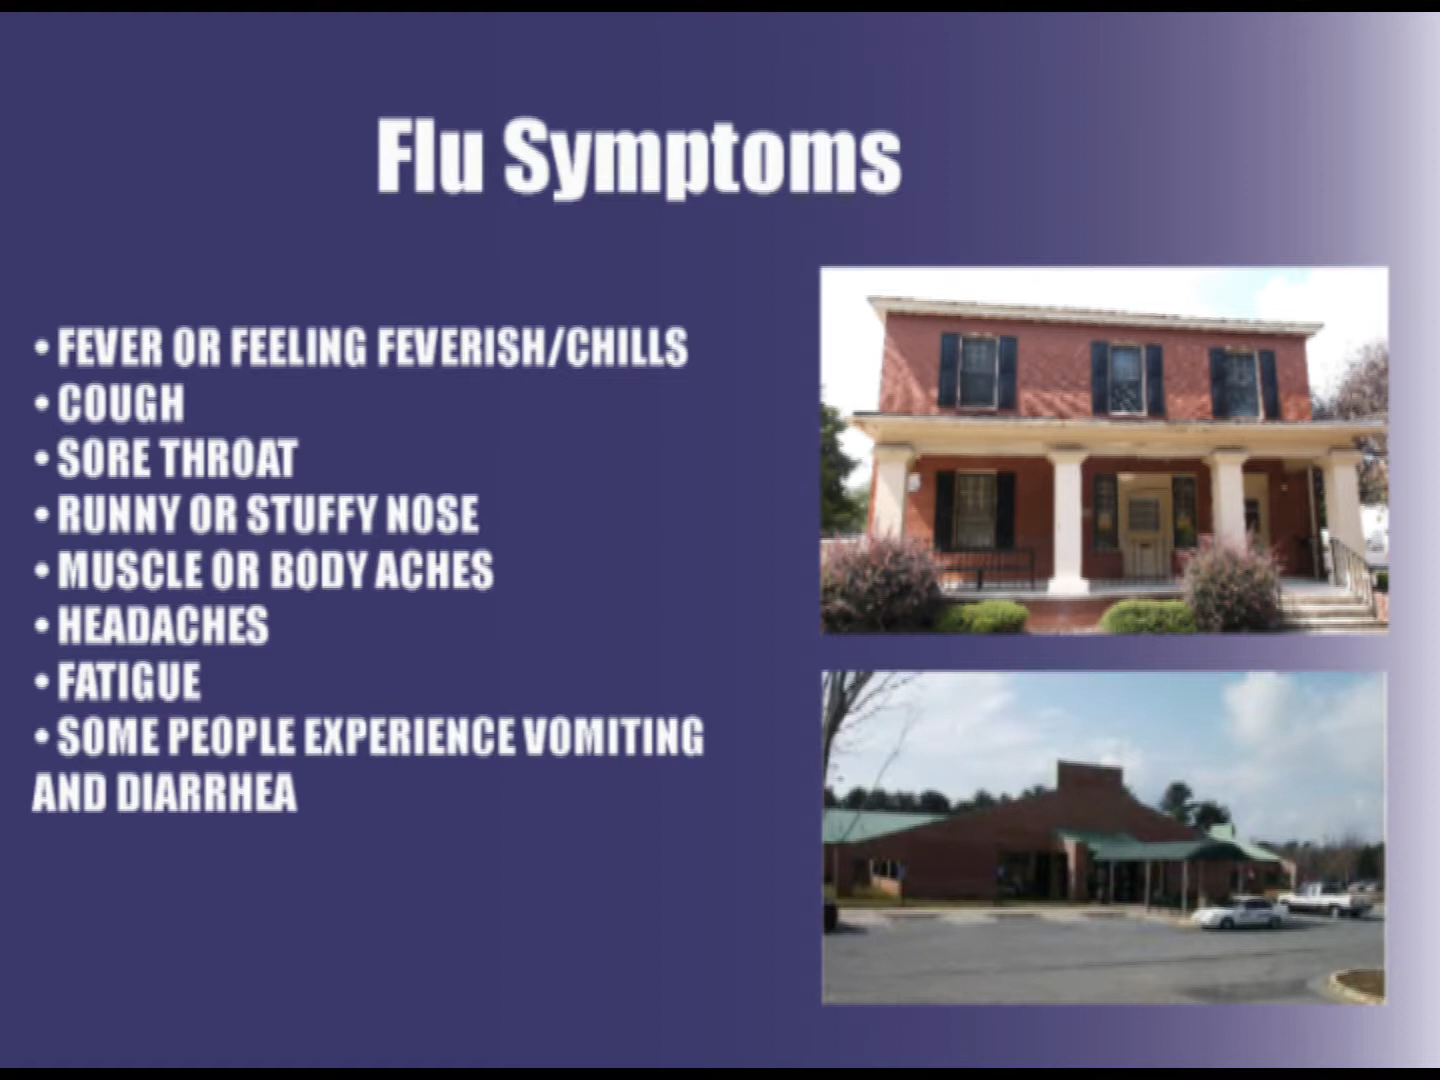 Flu Symptoms
• FEVER OR FEELING FEVERISH/CHILLS
• COUGH
• SORE THROAT
• RUNNY OR STUFFY NOSE
• MUSCLE OR BODY ACHES
• HEADACHES
• FATIGUE
• SOME PEOPLE EXPERIENCE VOMITING
AND DIARRHEA